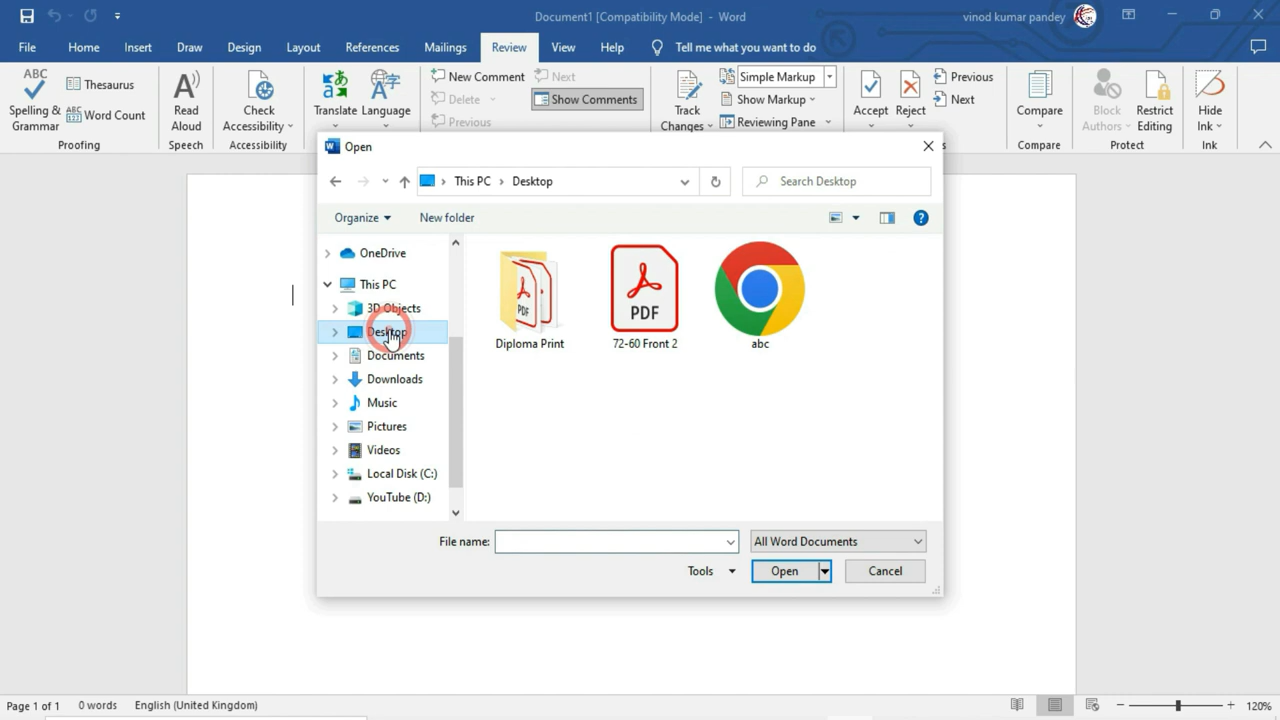 Document1 [Compatibility Mode] - Word
vinod kumar pandey
File Home Insert Draw Design Layout References Mailings Review View Help Tell me what you want to do
ABC
Spelling &
Grammar
Thesaurus
ABC
123
Word Count
Proofing
Read
Aloud
Speech
Check
Accessibility
Accessibility
Translate
Language
New Comment
Next
Delete
Show Comments
Previous
Track
Changes
Simple Markup
Show Markup
Reviewing Pane
Accept
Reject
Previous
Next
Compare
Compare
Block
Authors
Restrict
Editing
Protect
Hide
Ink
Ink
Open
This PC › Desktop
Search Desktop
Organize New folder
OneDrive
This PC
3D Objects
Desktop
Documents
Downloads
Music
Pictures
Videos
Local Disk (C:)
YouTube (D:)
PDF
Diploma Print
PDF
72-60 Front 2
abc
File name:
All Word Documents
Tools Open Cancel
Page 1 of 1 0 words English (United Kingdom) 120%